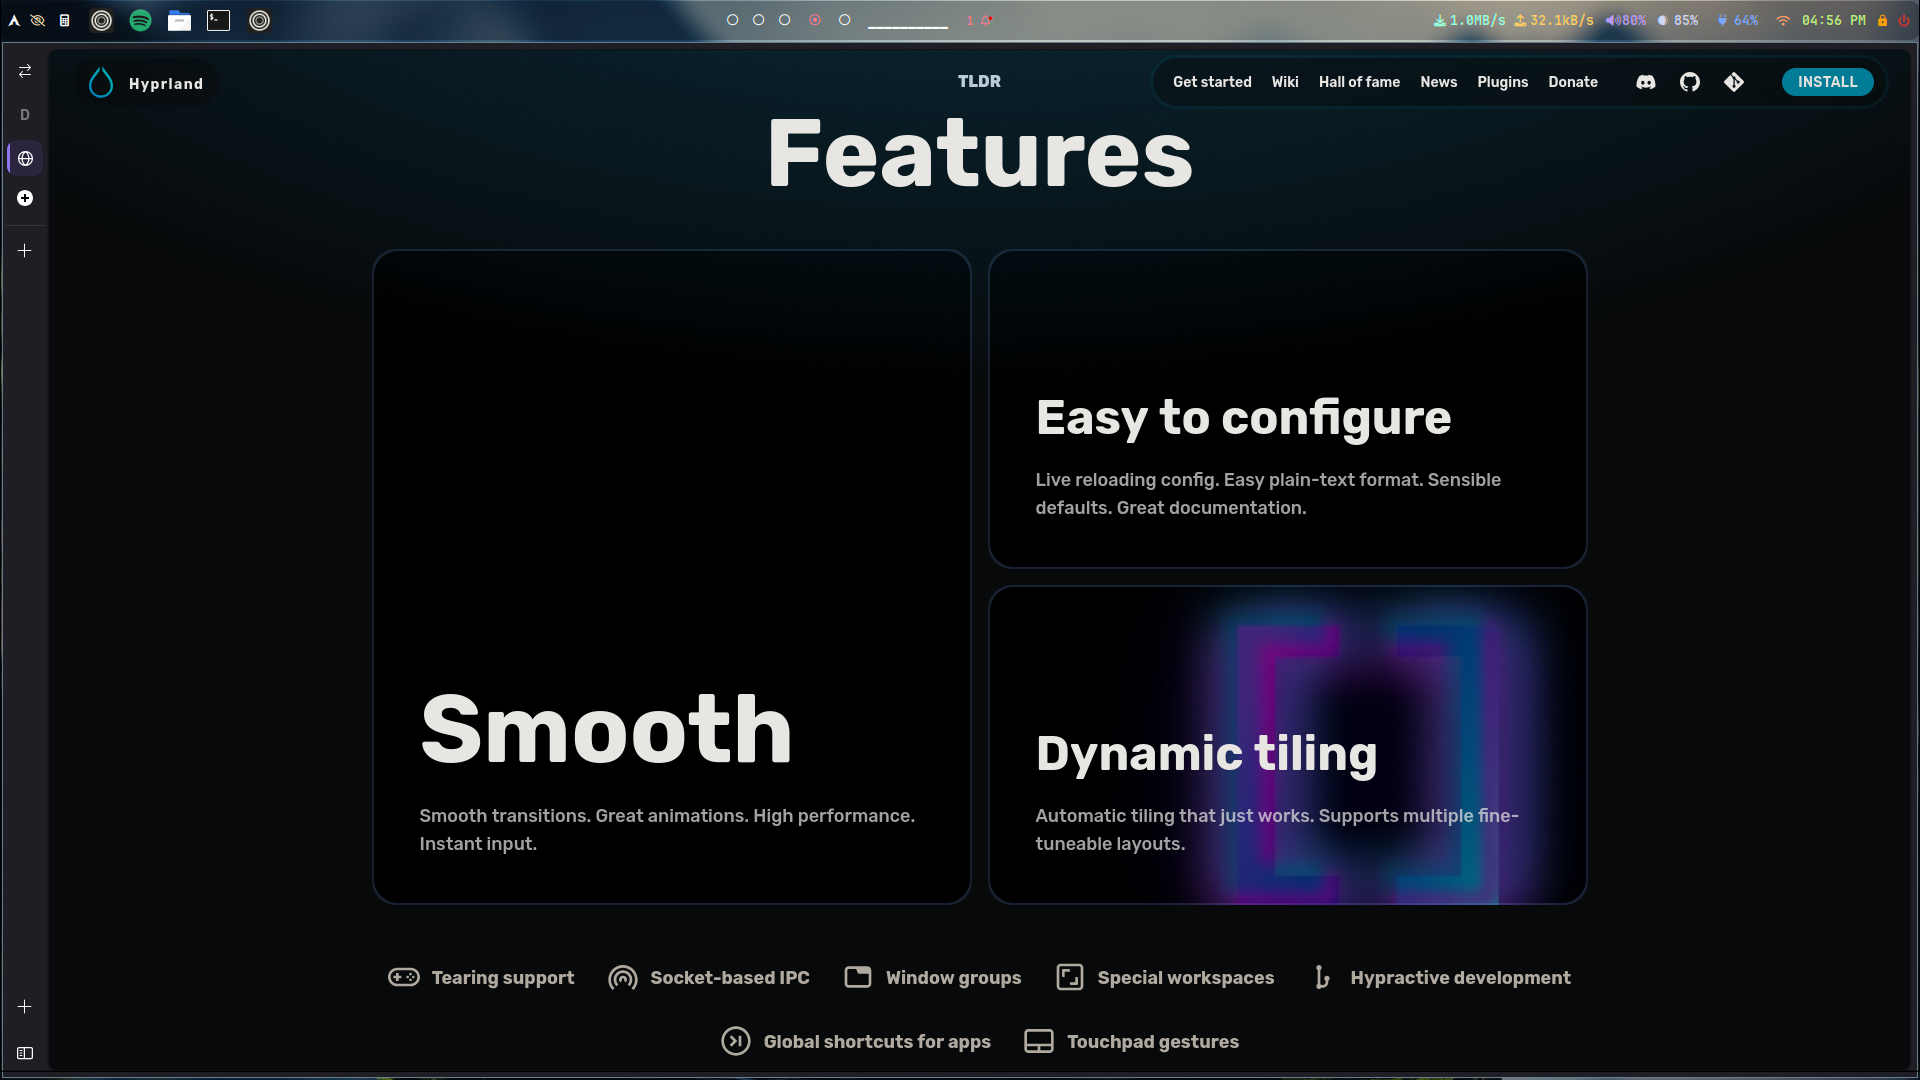 1 1.0MB/s 32.1kB/s 80% 85% 64% 04:56 PM
Hyprland
TLDR
Get started Wiki Hall of fame News Plugins Donate INSTALL
D
Features
Easy to configure
Live reloading config. Easy plain-text format. Sensible
defaults. Great documentation.
Smooth
Smooth transitions. Great animations. High performance.
Instant input.
Dynamic tiling
Automatic tiling that just works. Supports multiple fine-
tuneable layouts.
Tearing support Socket-based IPC Window groups Special workspaces Hypractive development
Global shortcuts for apps Touchpad gestures